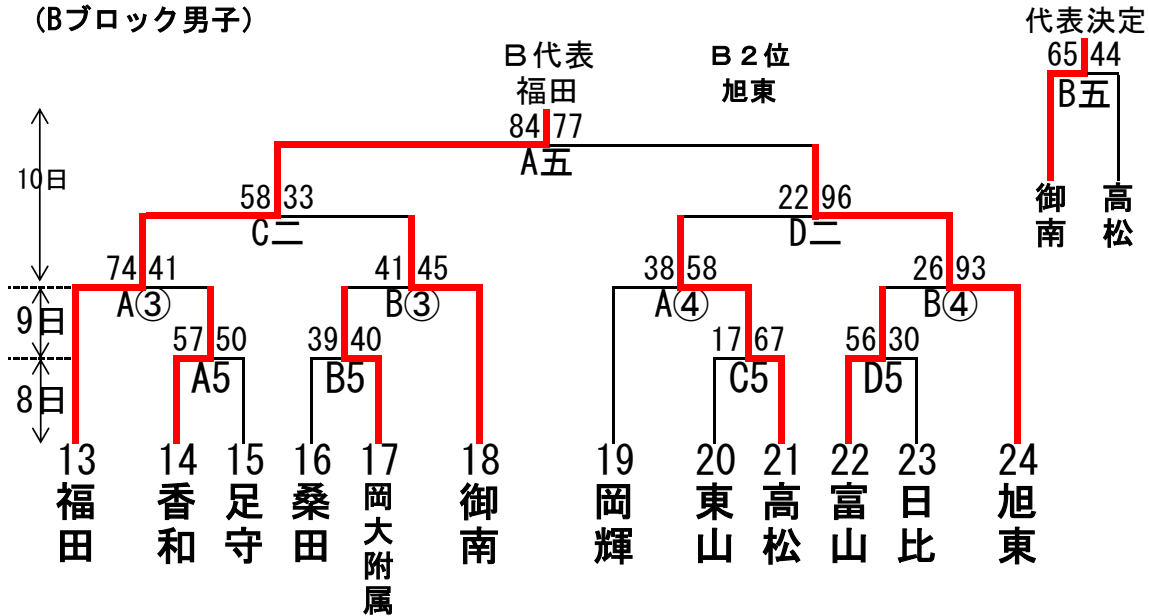 (Bブロック男子)
代表決定
65 44
B五
御南 高松
B代表
福田
B2位
旭東
84 77
A五
10日
58 33
C二
22 96
D二
74 41
A③
41 45
B③
38 58
A④
26 93
B④
9日
57 50
A5
39 40
B5
17 67
C5
56 30
D5
8日
13 14 15 16 17 18 19 20 21 22 23 24
福田
香和
足守
桑田
岡大附属
御南
岡輝
東山
高松
富山
日比
旭東